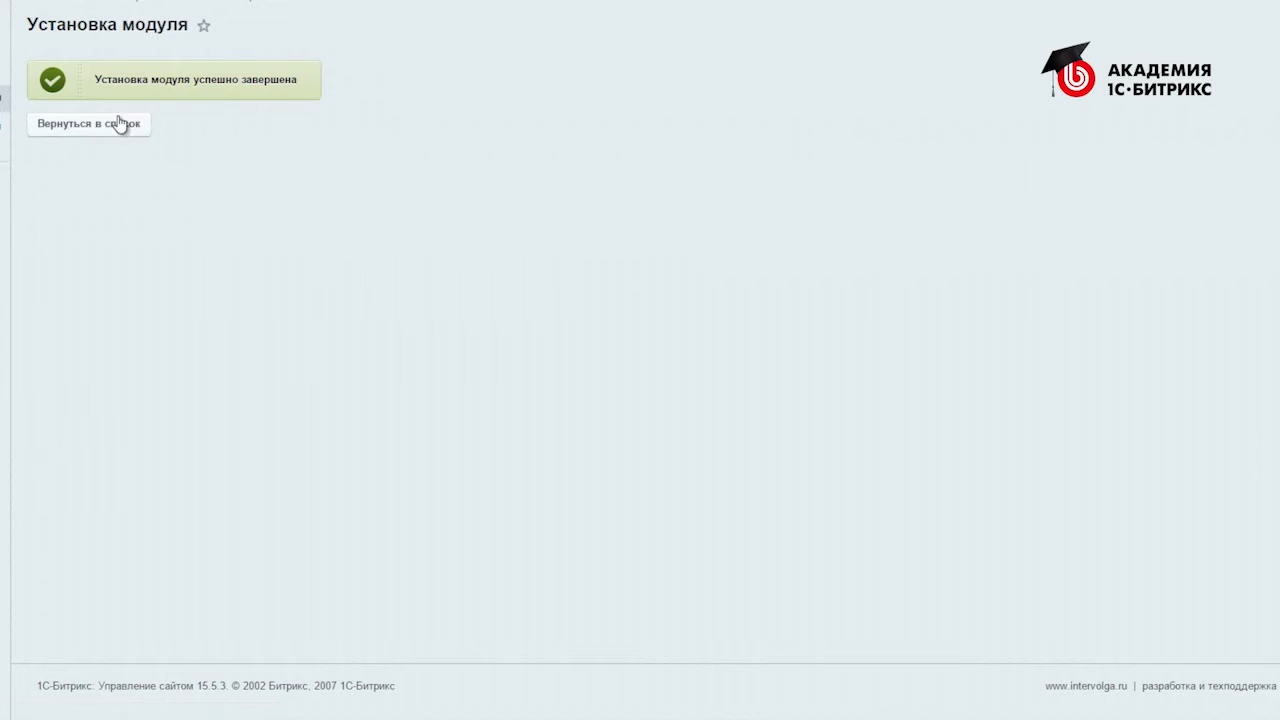 Установка модуля
АКАДЕМИЯ
1С·БИТРИКС
Установка модуля успешно завершена
Вернуться в список
1С-Битрикс: Управление сайтом 15.5.3. © 2002 Битрикс, 2007 1С-Битрикс
www.intervolga.ru | разработка и техподдержка